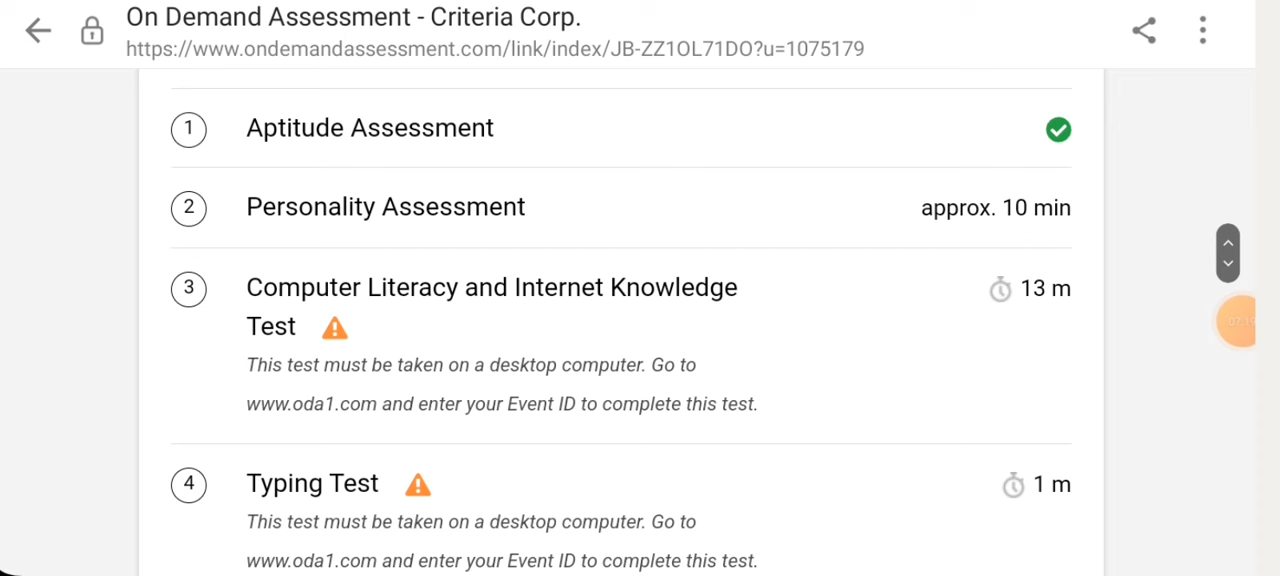 On Demand Assessment - Criteria Corp.
https://www.ondemandassessment.com/link/index/JB-ZZ1OL71DO?u=1075179
1 Aptitude Assessment
2 Personality Assessment approx. 10 min
3 Computer Literacy and Internet Knowledge 13 m
Test
This test must be taken on a desktop computer. Go to
www.oda1.com and enter your Event ID to complete this test.
4 Typing Test 1 m
This test must be taken on a desktop computer. Go to
www.oda1.com and enter your Event ID to complete this test.